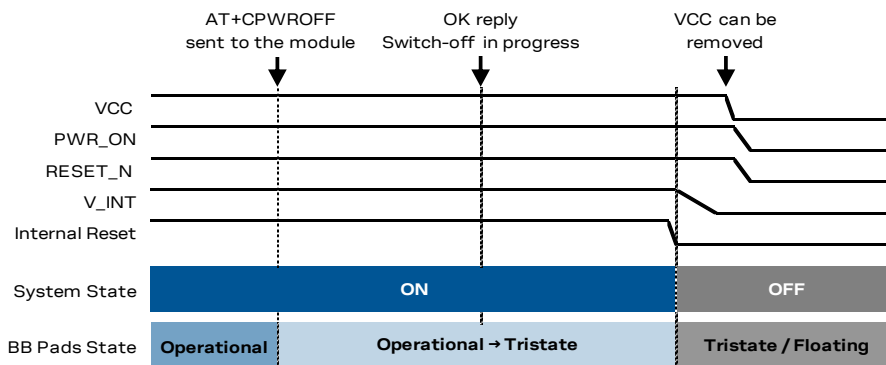 AT+CPWROFF
sent to the module
OK reply
Switch-off in progress
VCC can be
removed
VCC
PWR_ON
RESET_N
V_INT
Internal Reset
System State
ON
OFF
BB Pads State
Operational
Operational → Tristate
Tristate / Floating